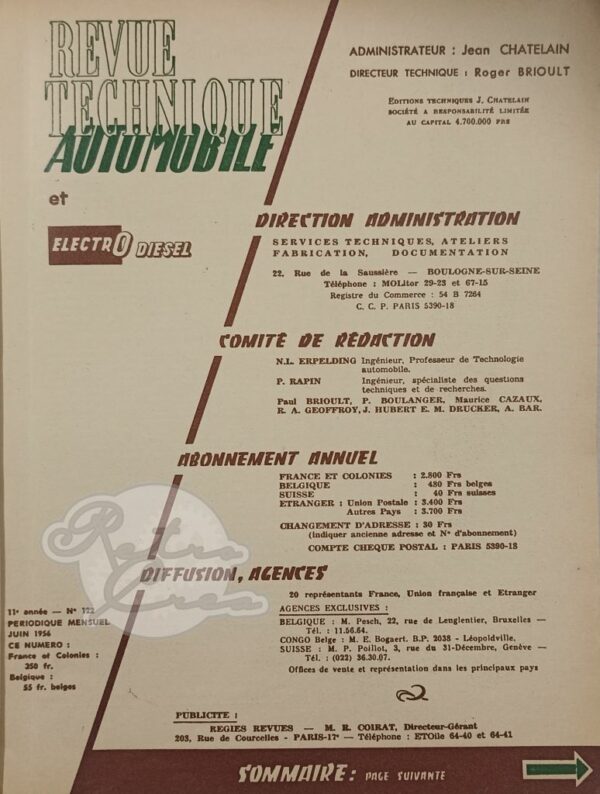 REVUE
TECHNIQUE
AUTOMOBILE
et
ELECTRO DIESEL
ADMINISTRATEUR : Jean CHATELAIN
DIRECTEUR TECHNIQUE : Roger BRIOULT
EDITIONS TECHNIQUES J. CHATELAIN
SOCIÉTÉ A RESPONSABILITÉ LIMITÉE
AU CAPITAL 4.700.000 FRS
DIRECTION ADMINISTRATION
SERVICES TECHNIQUES, ATELIERS
FABRICATION, DOCUMENTATION
22, Rue de la Saussière — BOULOGNE-SUR-SEINE
Téléphone : MOLitor 29-23 et 67-15
Registre du Commerce : 54 B 7264
C. C. P. PARIS 5390-18
COMITÉ DE RÉDACTION
N.L. ERPELDING Ingénieur, Professeur de Technologie
automobile.
P. RAPIN Ingénieur, spécialiste des questions
techniques et de recherches.
Paul BRIOULT, P. BOULANGER, Maurice CAZAUX,
R. A. GEOFFROY, J. HUBERT E. M. DRUCKER, A. BAR.
ABONNEMENT ANNUEL
FRANCE ET COLONIES : 2.800 Frs
BELGIQUE : 480 Frs belges
SUISSE : 40 Frs suisses
ETRANGER : Union Postale : 3.400 Frs
Autres Pays : 3.700 Frs
CHANGEMENT D'ADRESSE : 30 Frs
(indiquer ancienne adresse et N° d'abonnement)
COMPTE CHEQUE POSTAL : PARIS 5390-18
Retro
Crea
DIFFUSION, AGENCES
20 représentants France, Union française et Etranger
AGENCES EXCLUSIVES :
BELGIQUE : M. Pesch, 22, rue de Lenglentier, Bruxelles —
Tél. : 11.56.64.
CONGO Belge : M. E. Bogaert. B.P. 2038 - Léopoldville.
SUISSE : M. P. Poillot, 3, rue du 31-Décembre, Genève —
Tél. : (022) 36.30.07.
Offices de vente et représentation dans les principaux pays
11e année — N° 122
PERIODIQUE MENSUEL
JUIN 1956
CE NUMERO :
France et Colonies :
250 fr.
Belgique :
55 fr. belges
PUBLICITE :
REGIES REVUES — M. R. COIRAT, Directeur-Gérant
203, Rue de Courcelles - PARIS-17e — Téléphone : ETOile 64-40 et 64-41
SOMMAIRE : PAGE SUIVANTE